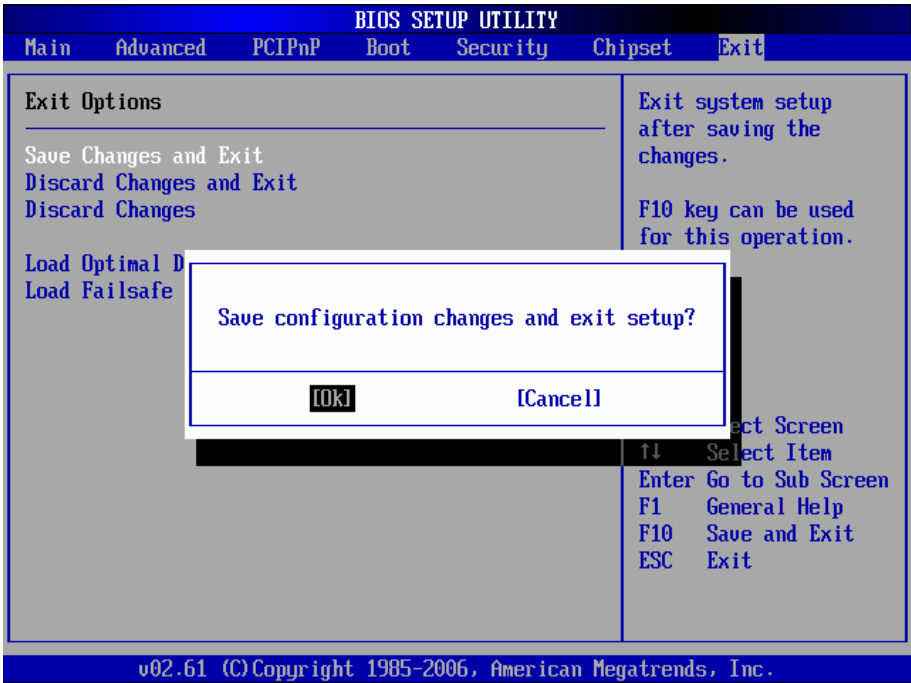 BIOS SETUP UTILITY
Main Advanced PCIPnP Boot Security Chipset Exit
Exit Options
Save Changes and Exit
Discard Changes and Exit
Discard Changes
Load Optimal D
Load Failsafe
Save configuration changes and exit setup?
[Ok] [Cancel]
Exit system setup
after saving the
changes.
F10 key can be used
for this operation.
ect Screen
↑↓ Select Item
Enter Go to Sub Screen
F1 General Help
F10 Save and Exit
ESC Exit
v02.61 (C)Copyright 1985-2006, American Megatrends, Inc.